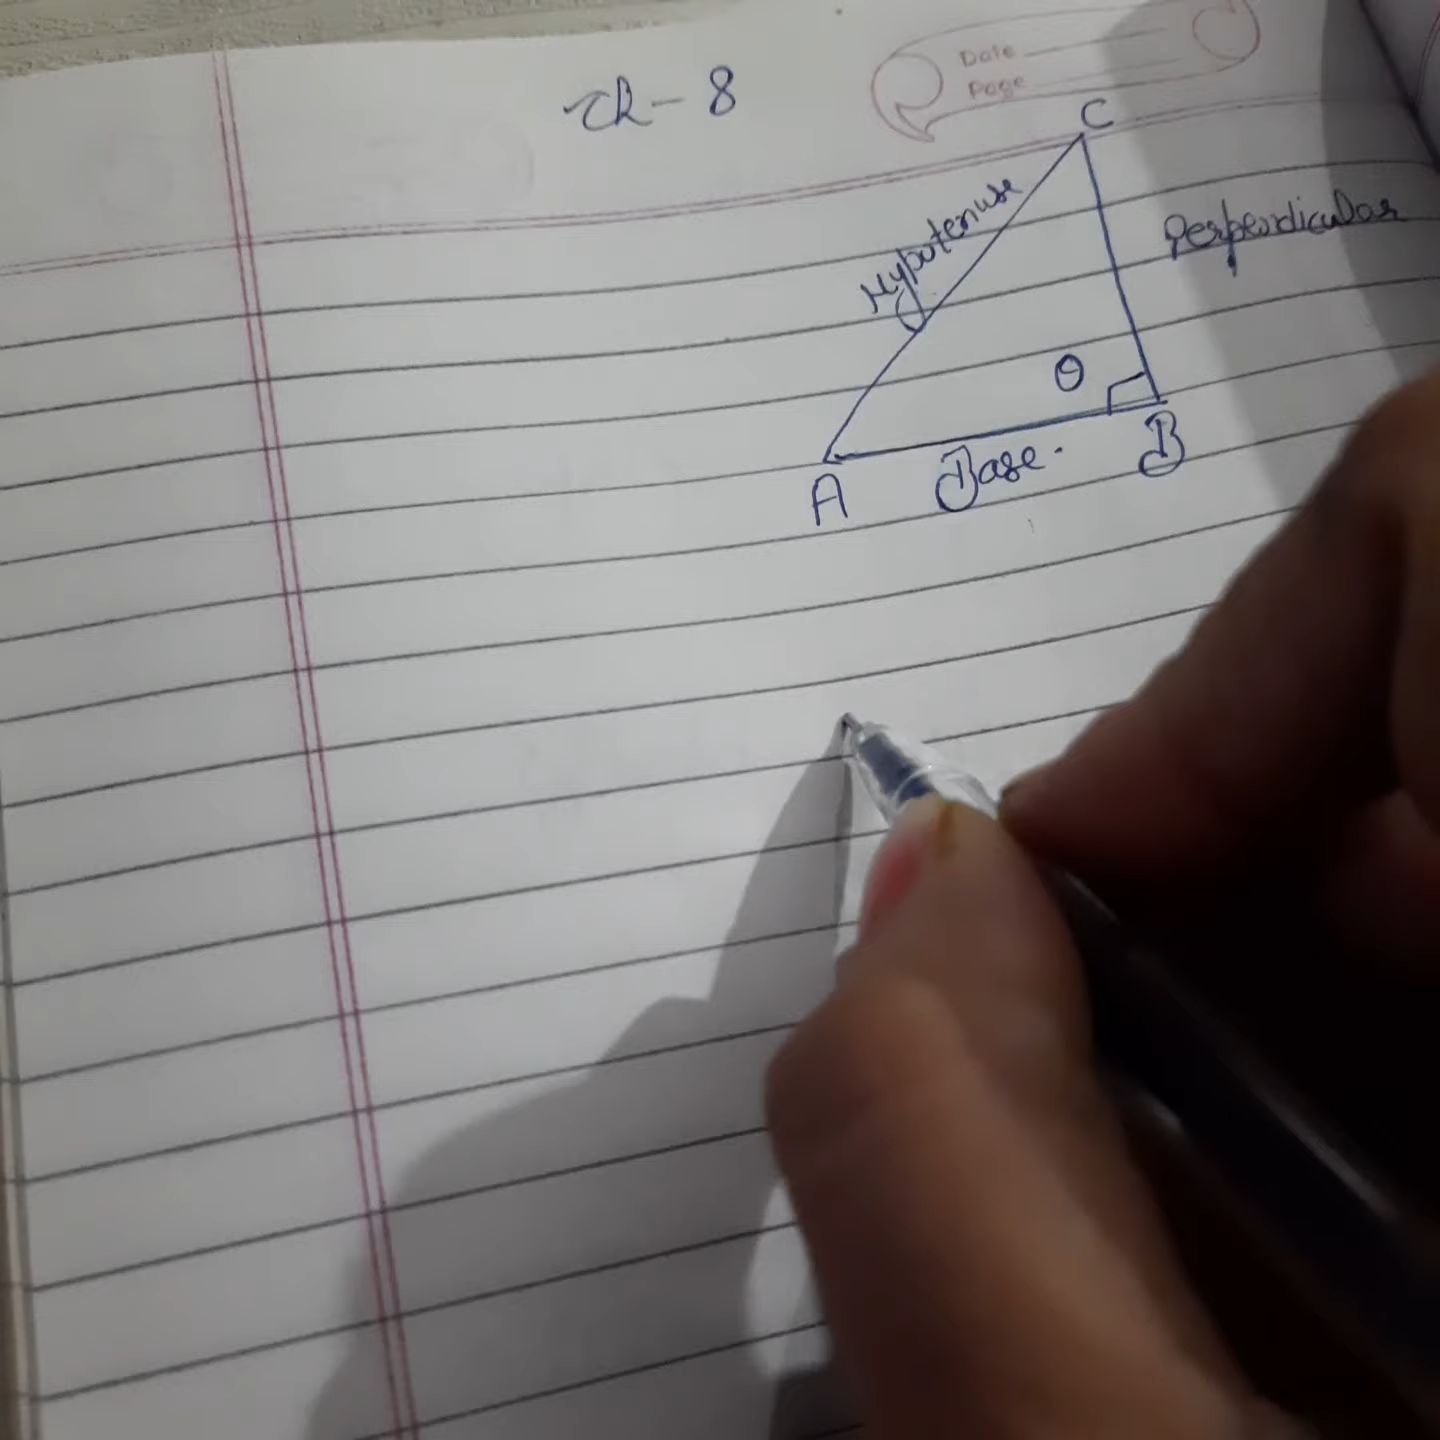 Ch - 8
Date
Page
C
Hypotenuse
Perpendicular
θ
A
Base.
B